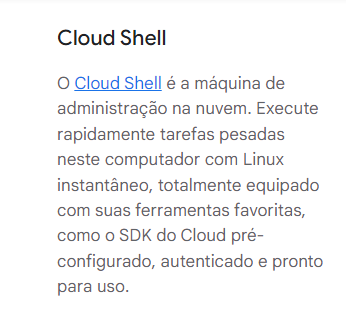 Cloud Shell
O Cloud Shell é a máquina de
administração na nuvem. Execute
rapidamente tarefas pesadas
neste computador com Linux
instantâneo, totalmente equipado
com suas ferramentas favoritas,
como o SDK do Cloud pré-
configurado, autenticado e pronto
para uso.